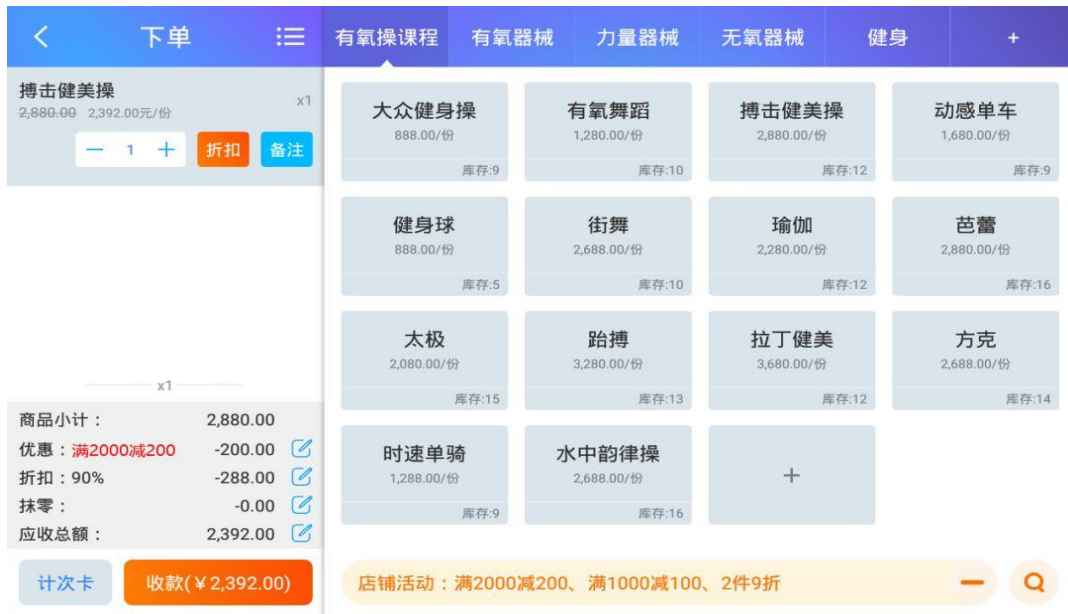 下单
搏击健美操
x1
2,880.00 2,392.00元/份
1
折扣
备注
x1
商品小计： 2,880.00
优惠：满2000减200 -200.00
折扣：90% -288.00
抹零： -0.00
应收总额： 2,392.00
计次卡
收款(￥2,392.00)
有氧操课程 有氧器械 力量器械 无氧器械 健身 +
大众健身操 有氧舞蹈 搏击健美操 动感单车
888.00/份 1,280.00/份 2,880.00/份 1,680.00/份
库存:9 库存:10 库存:12 库存:9
健身球 街舞 瑜伽 芭蕾
888.00/份 2,688.00/份 2,280.00/份 2,880.00/份
库存:5 库存:10 库存:12 库存:16
太极 跆搏 拉丁健美 方克
2,080.00/份 3,280.00/份 3,680.00/份 2,688.00/份
库存:15 库存:13 库存:12 库存:14
时速单骑 水中韵律操
1,288.00/份 2,688.00/份
库存:9 库存:16
店铺活动：满2000减200、满1000减100、2件9折